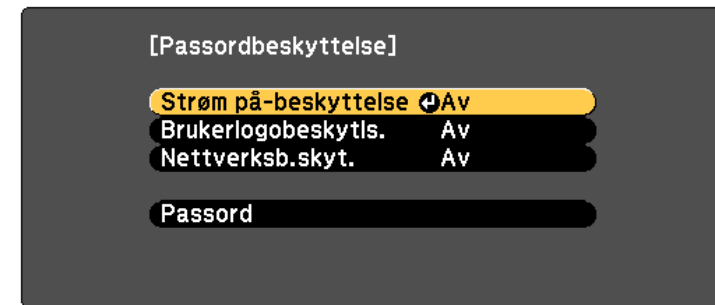 [Passordbeskyttelse]
Strøm på-beskyttelse Av
Brukerlogobeskytls. Av
Nettverksb.skyt. Av
Passord